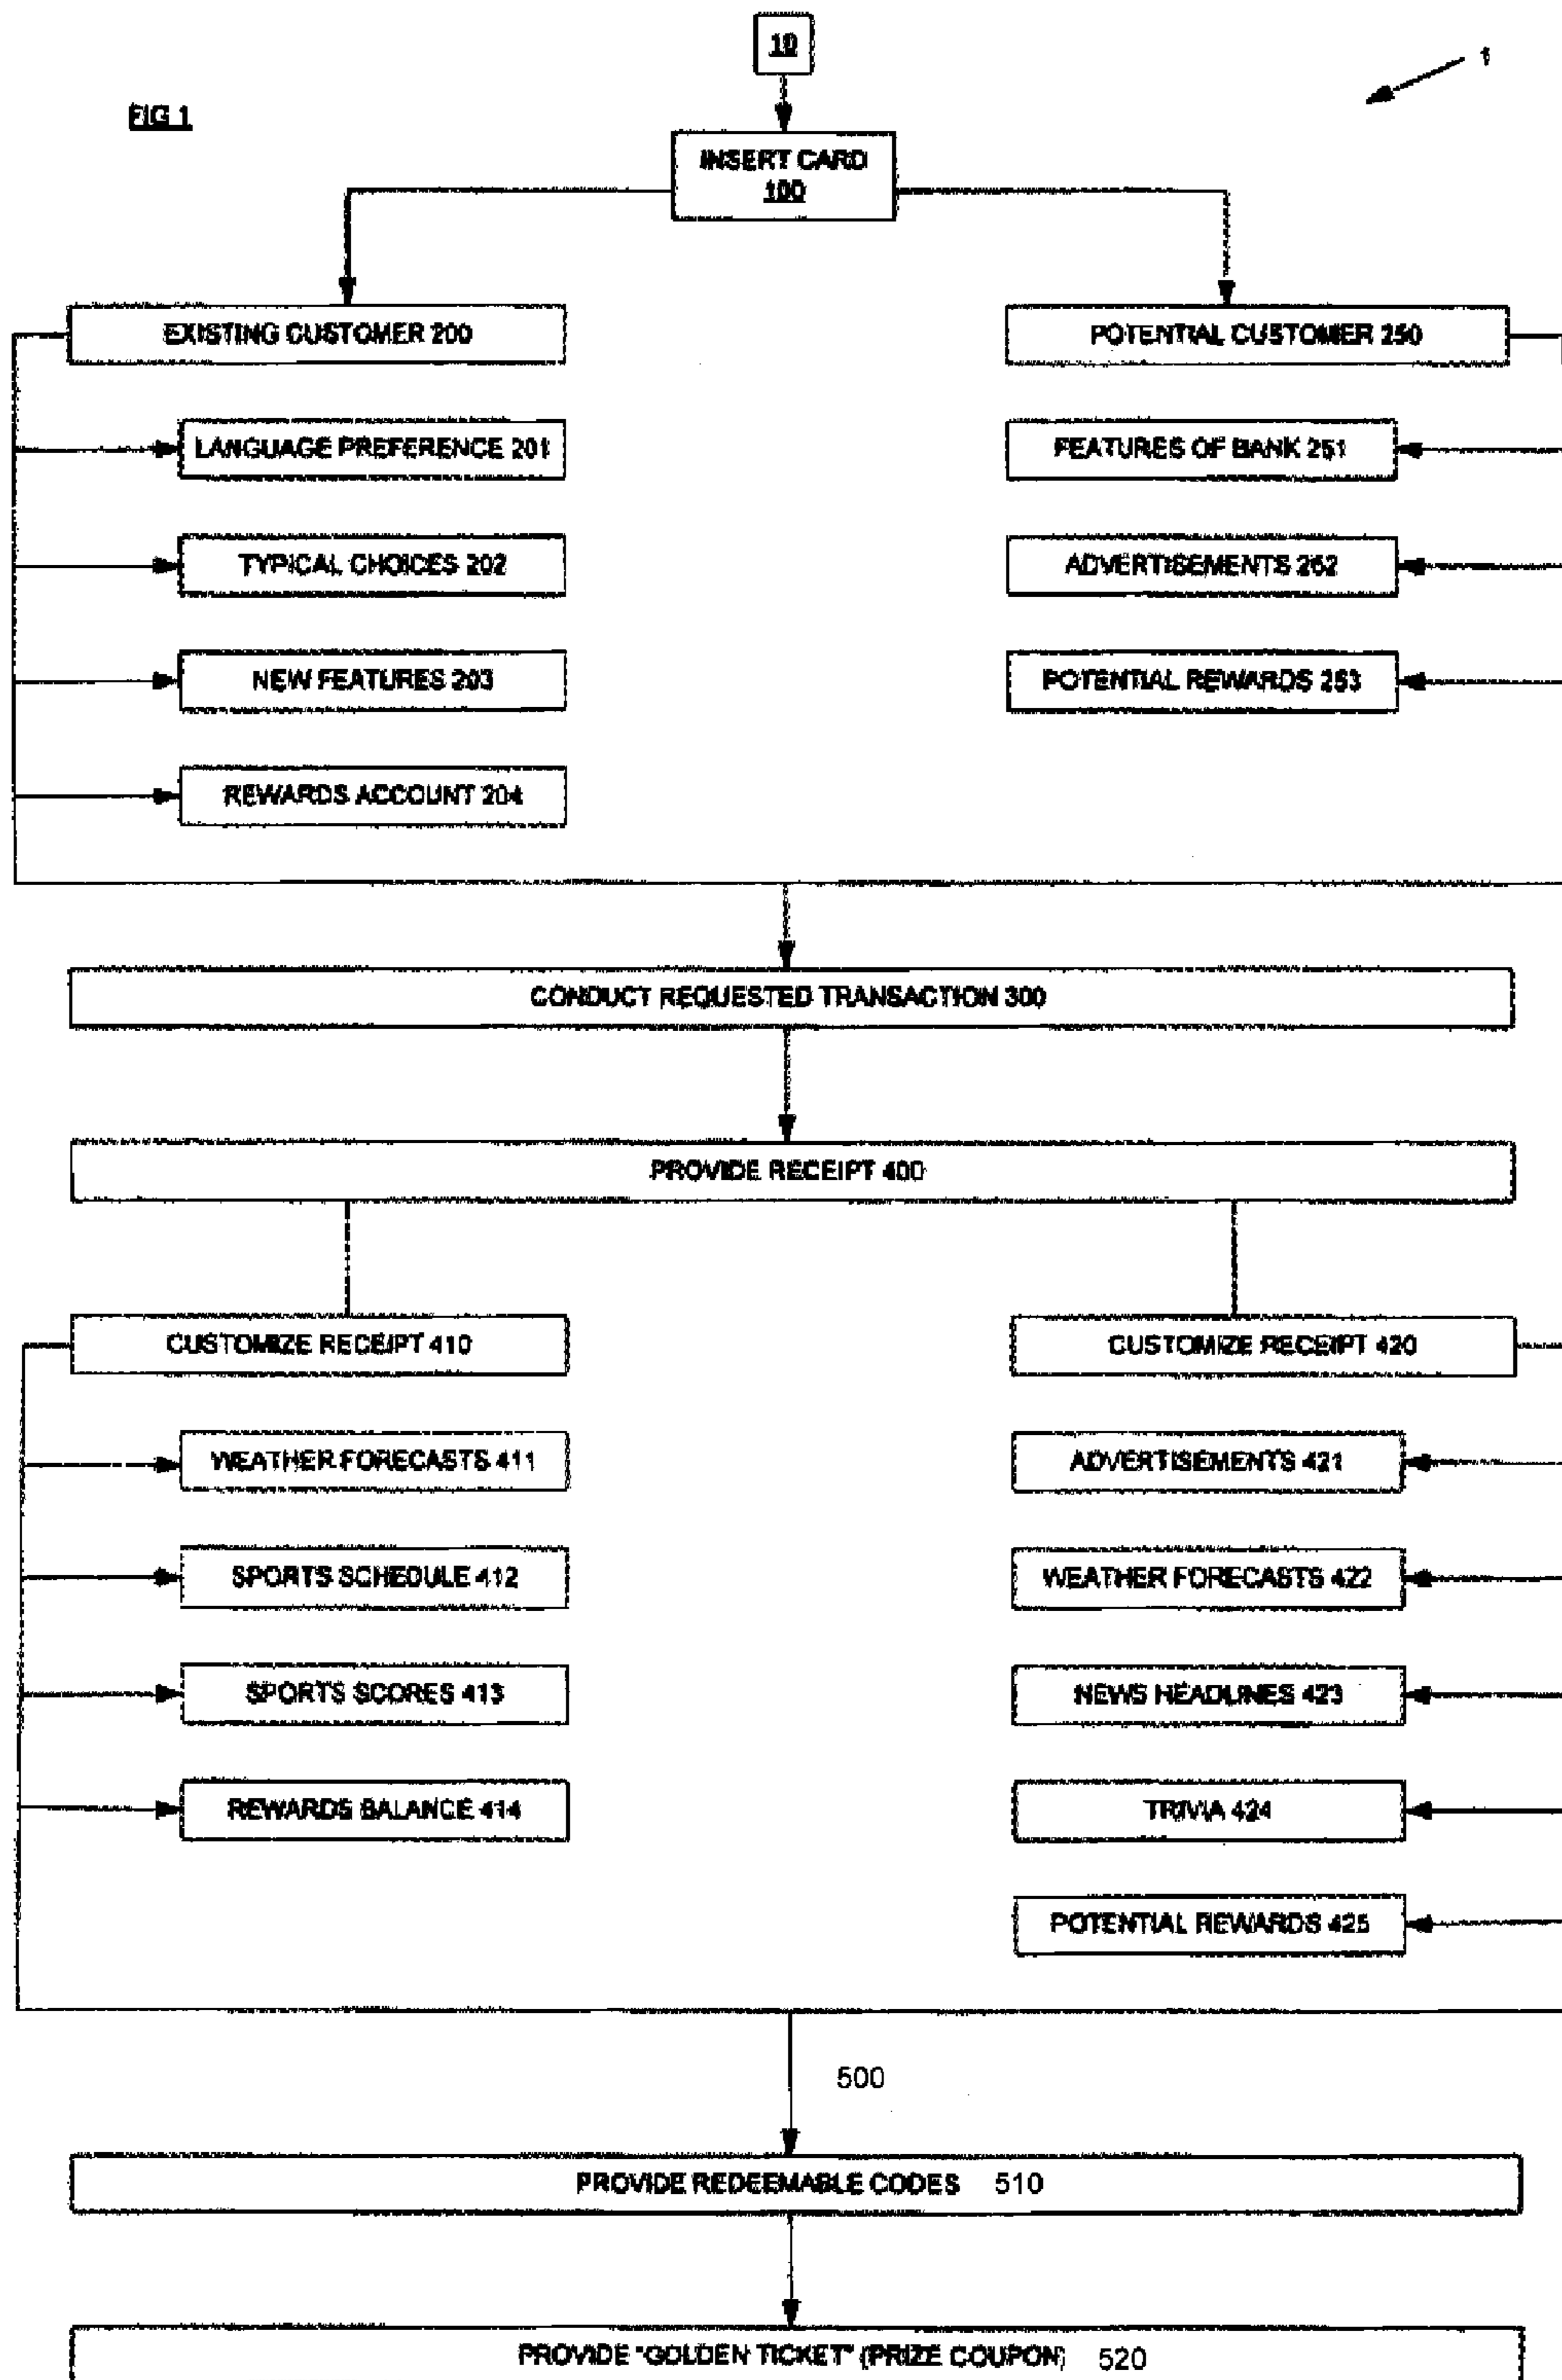 10
1
FIG 1
INSERT CARD
100
EXISTING CUSTOMER 200
POTENTIAL CUSTOMER 250
LANGUAGE PREFERENCE 201
FEATURES OF BANK 251
TYPICAL CHOICES 202
ADVERTISEMENTS 252
NEW FEATURES 203
POTENTIAL REWARDS 253
REWARDS ACCOUNT 204
CONDUCT REQUESTED TRANSACTION 300
PROVIDE RECEIPT 400
CUSTOMIZE RECEIPT 410
CUSTOMIZE RECEIPT 420
WEATHER FORECASTS 411
ADVERTISEMENTS 421
SPORTS SCHEDULE 412
WEATHER FORECASTS 422
SPORTS SCORES 413
NEWS HEADLINES 423
REWARDS BALANCE 414
TRIVIA 424
POTENTIAL REWARDS 425
500
PROVIDE REDEEMABLE CODES 510
PROVIDE "GOLDEN TICKET" (PRIZE COUPON) 520